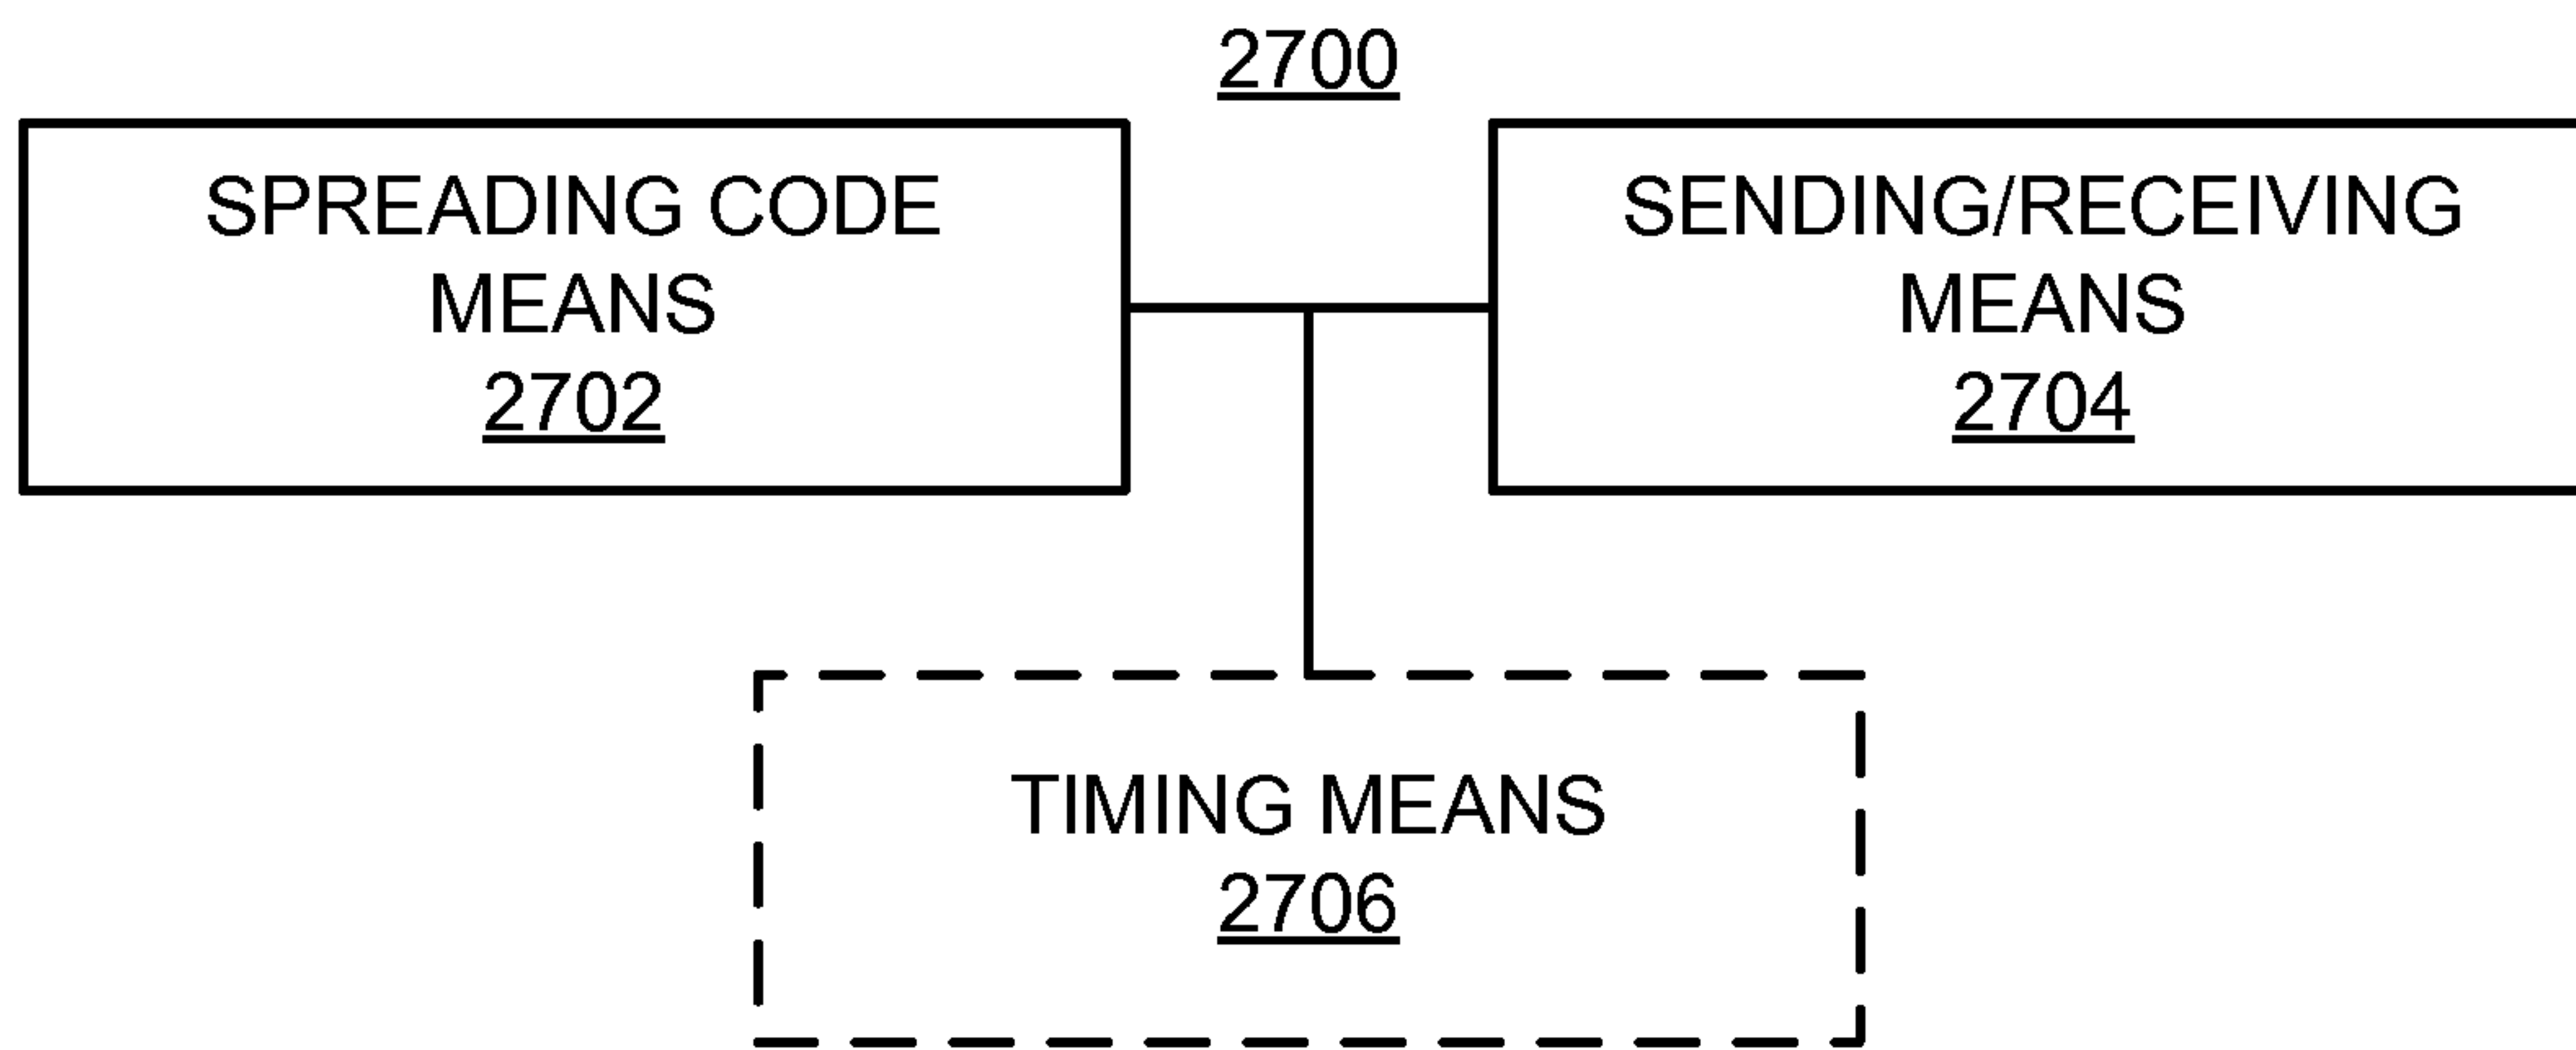 2700
SPREADING CODE
MEANS
2702
SENDING/RECEIVING
MEANS
2704
TIMING MEANS
2706